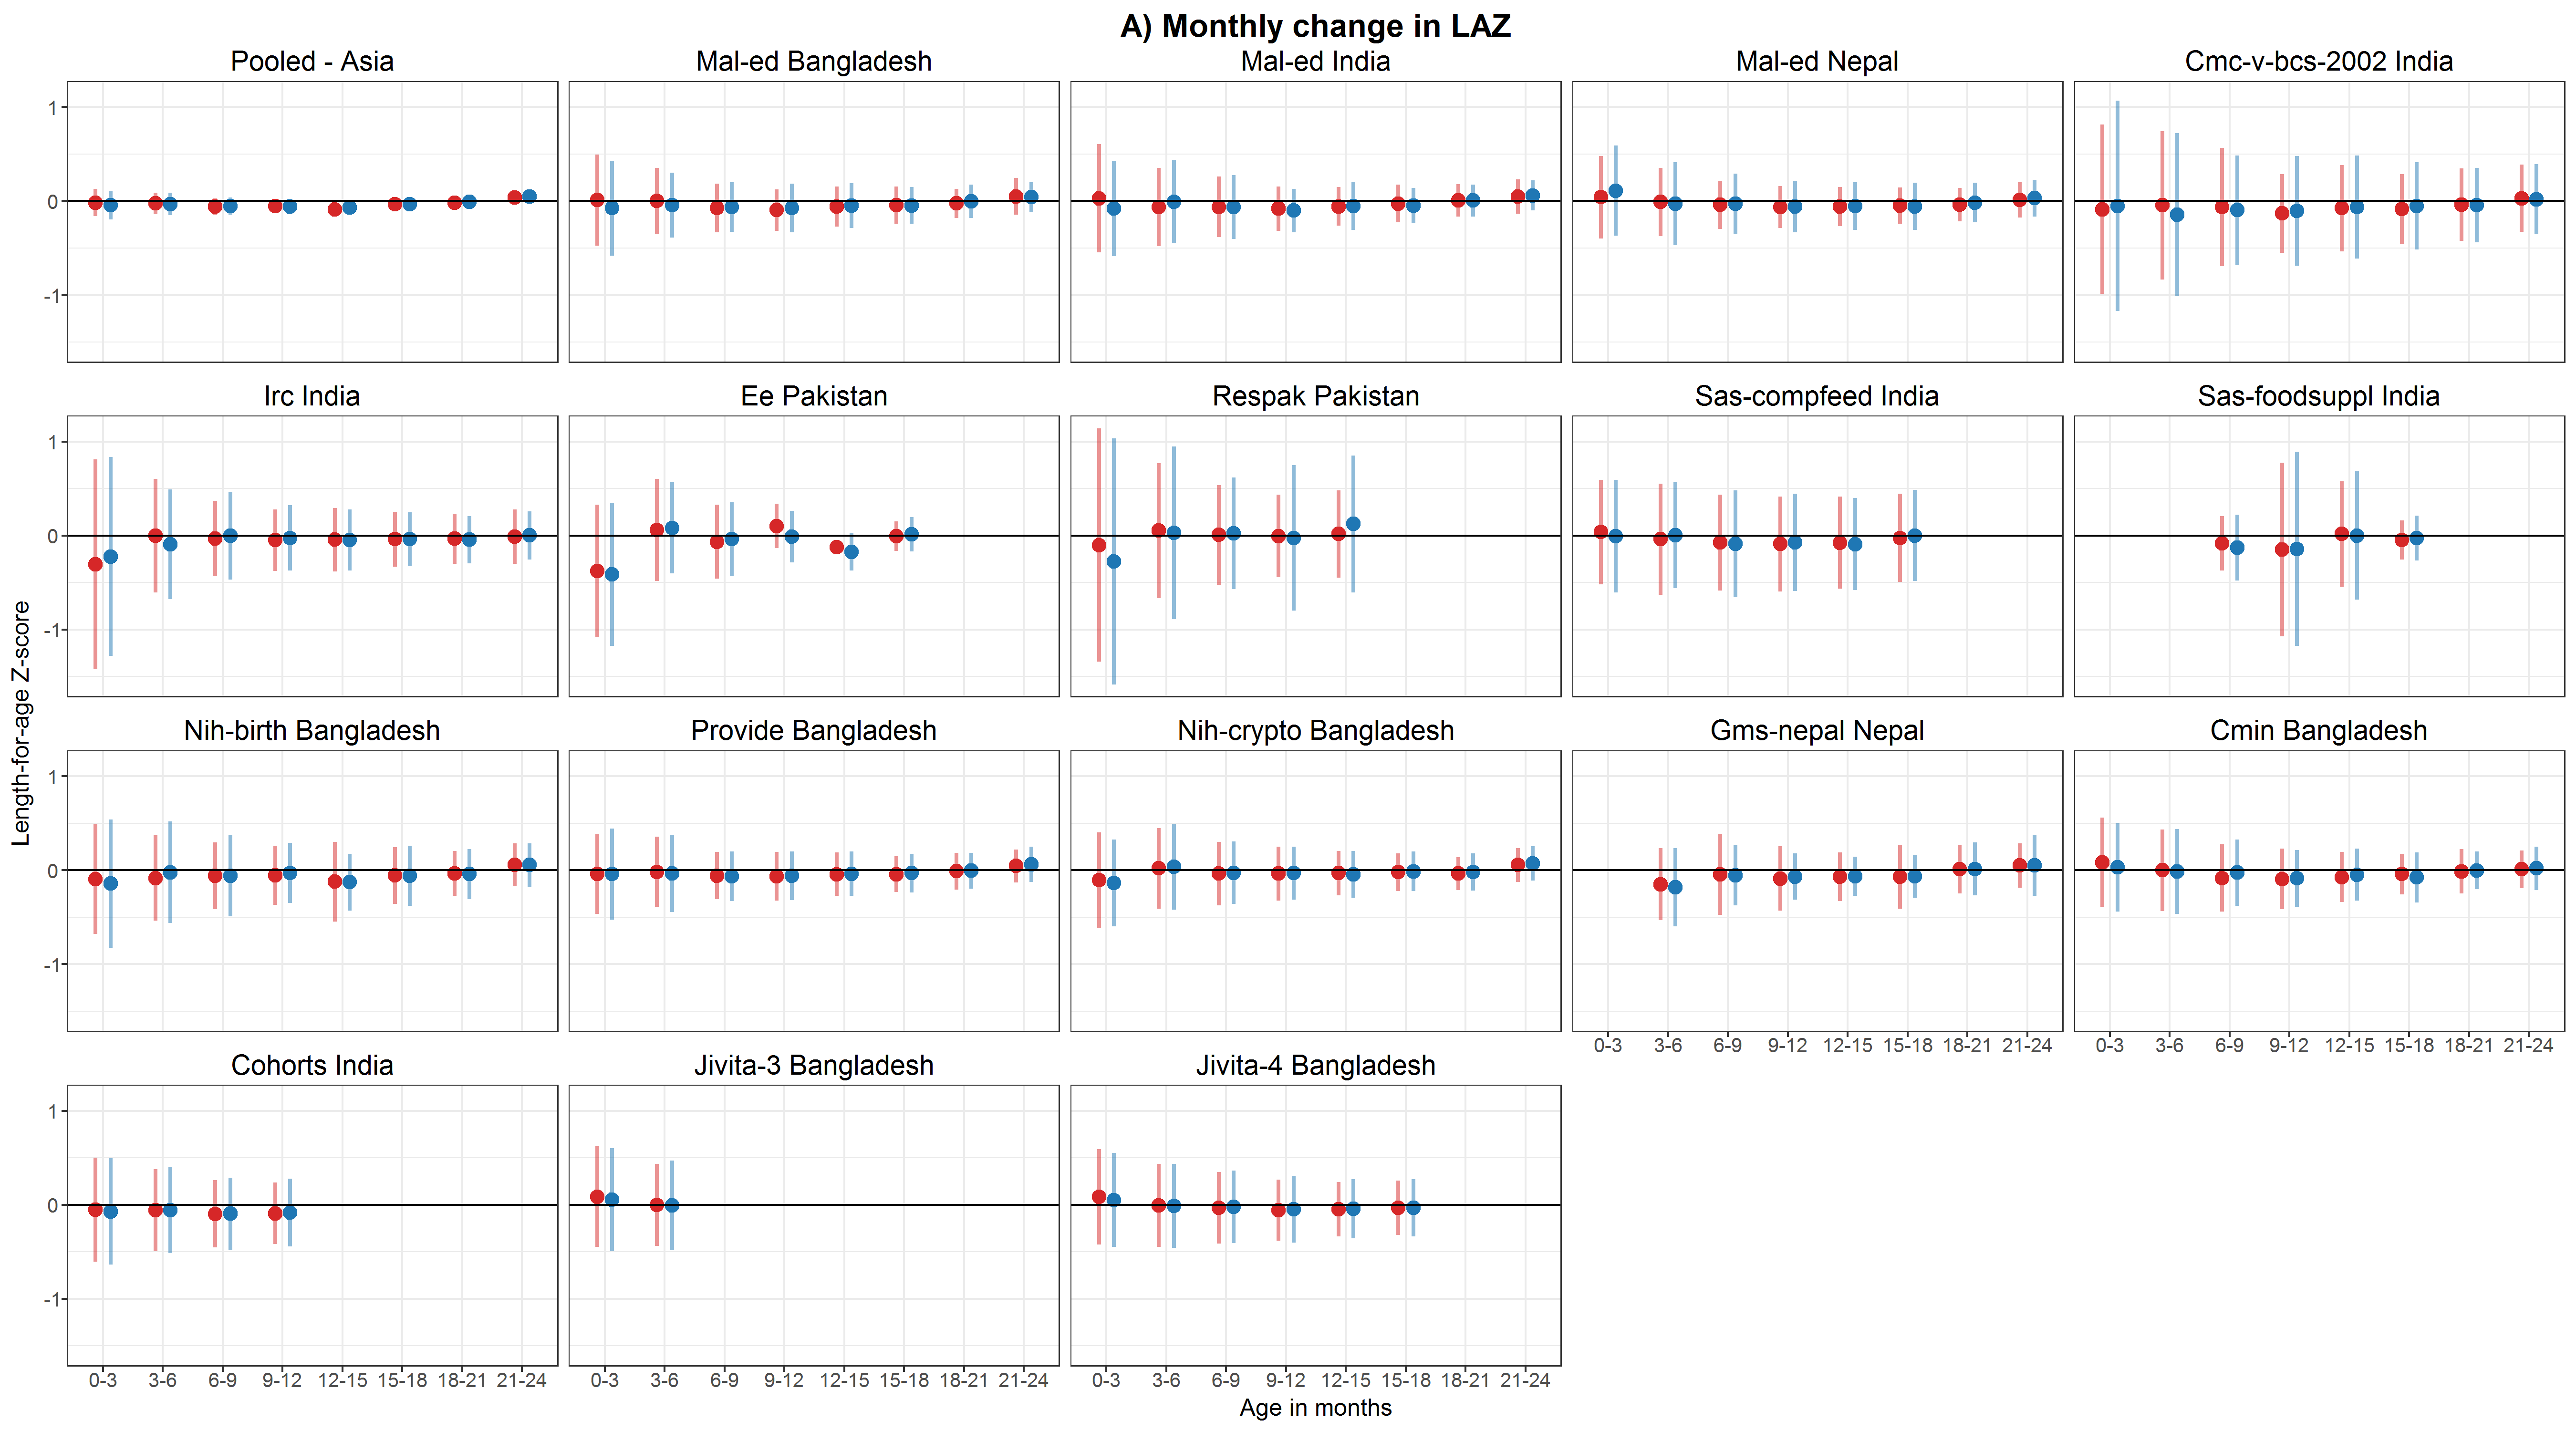 A) Monthly change in LAZ
Pooled - Asia
Mal-ed Bangladesh
Mal-ed India
Mal-ed Nepal
Cmc-v-bcs-2002 India
1
0
-1
Irc India
Ee Pakistan
Respak Pakistan
Sas-compfeed India
Sas-foodsuppl India
1
0
-1
Length-for-age Z-score
Nih-birth Bangladesh
Provide Bangladesh
Nih-crypto Bangladesh
Gms-nepal Nepal
Cmin Bangladesh
1
0
-1
0-3 3-6 6-9 9-12 12-15 15-18 18-21 21-24
0-3 3-6 6-9 9-12 12-15 15-18 18-21 21-24
Cohorts India
Jivita-3 Bangladesh
Jivita-4 Bangladesh
1
0
-1
0-3 3-6 6-9 9-12 12-15 15-18 18-21 21-24
0-3 3-6 6-9 9-12 12-15 15-18 18-21 21-24
0-3 3-6 6-9 9-12 12-15 15-18 18-21 21-24
Age in months